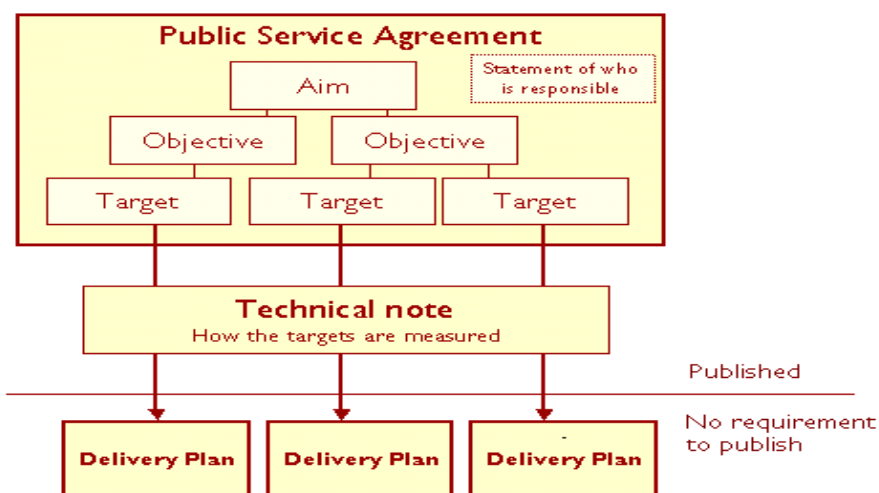 Public Service Agreement
Statement of who
is responsible
Aim
Objective
Objective
Target
Target
Target
Technical note
How the targets are measured
Published
No requirement
to publish
Delivery Plan
Delivery Plan
Delivery Plan